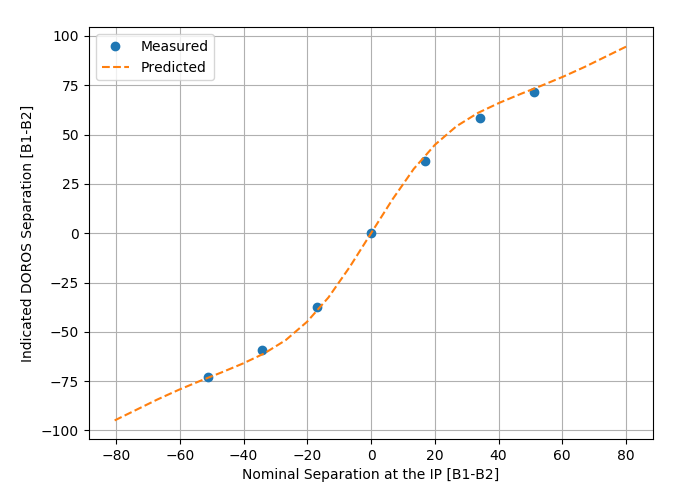 Indicated DOROS Separation [B1-B2]
100
75
50
25
0
−25
−50
−75
−100
Measured
Predicted
−80 −60 −40 −20 0 20 40 60 80
Nominal Separation at the IP [B1-B2]